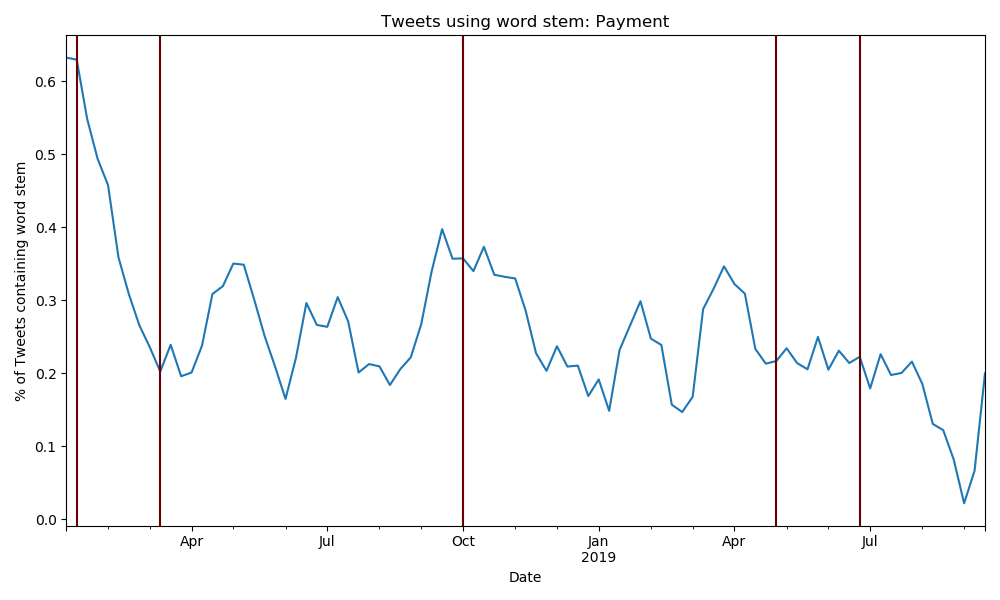 Tweets using word stem: Payment
% of Tweets containing word stem
0.6
0.5
0.4
0.3
0.2
0.1
0.0
Apr
Jul
Oct
Jan
2019
Apr
Jul
Date